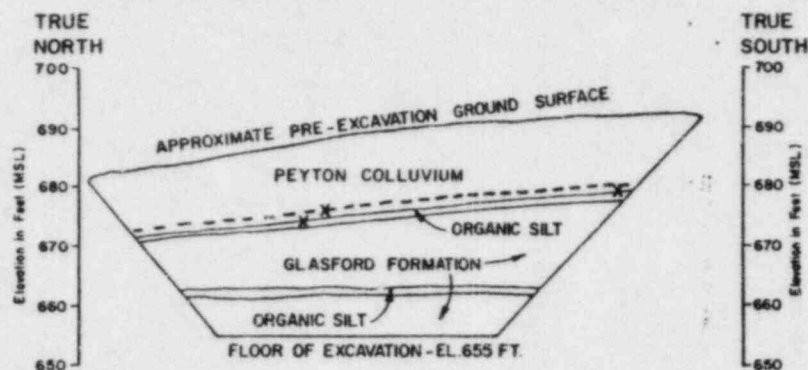 TRUE
NORTH
TRUE
SOUTH
700
690
680
670
660
650
Elevation in Feet (MSL)
APPROXIMATE PRE-EXCAVATION GROUND SURFACE
PEYTON COLLUVIUM
ORGANIC SILT
GLASFORD FORMATION
ORGANIC SILT
FLOOR OF EXCAVATION-EL.655 FT.
700
690
680
670
660
650
Elevation in Feet (MSL)